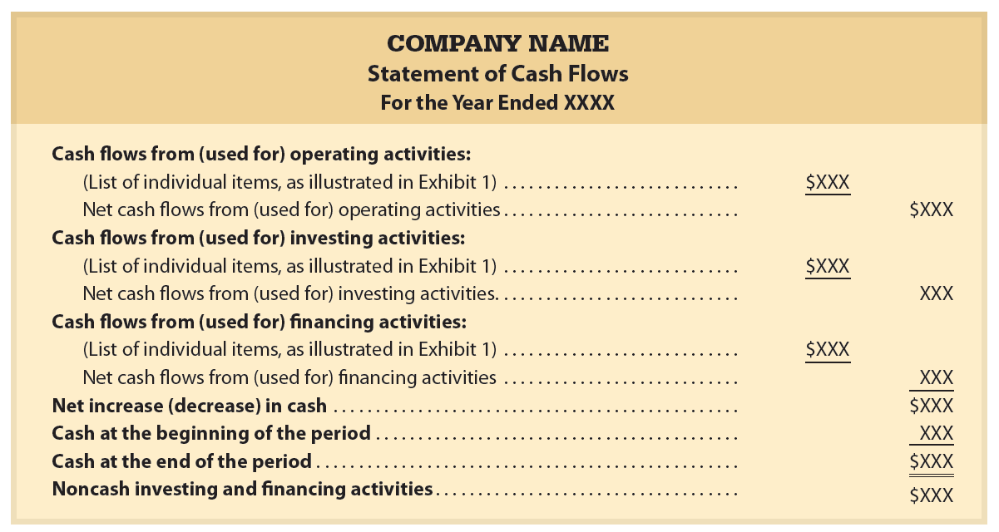 COMPANY NAME
Statement of Cash Flows
For the Year Ended XXXX
Cash flows from (used for) operating activities:
(List of individual items, as illustrated in Exhibit 1) . . . . . . . . . . . . . . . . . . . . . . . . . . . . $XXX
Net cash flows from (used for) operating activities . . . . . . . . . . . . . . . . . . . . . . . . . . . . $XXX
Cash flows from (used for) investing activities:
(List of individual items, as illustrated in Exhibit 1) . . . . . . . . . . . . . . . . . . . . . . . . . . . . $XXX
Net cash flows from (used for) investing activities. . . . . . . . . . . . . . . . . . . . . . . . . . . . . XXX
Cash flows from (used for) financing activities:
(List of individual items, as illustrated in Exhibit 1) . . . . . . . . . . . . . . . . . . . . . . . . . . . . $XXX
Net cash flows from (used for) financing activities . . . . . . . . . . . . . . . . . . . . . . . . . . . . XXX
Net increase (decrease) in cash . . . . . . . . . . . . . . . . . . . . . . . . . . . . . . . . . . . . . . . . . . . . . . . . $XXX
Cash at the beginning of the period . . . . . . . . . . . . . . . . . . . . . . . . . . . . . . . . . . . . . . . . . . . XXX
Cash at the end of the period . . . . . . . . . . . . . . . . . . . . . . . . . . . . . . . . . . . . . . . . . . . . . . . . . . $XXX
Noncash investing and financing activities . . . . . . . . . . . . . . . . . . . . . . . . . . . . . . . . . . . . $XXX